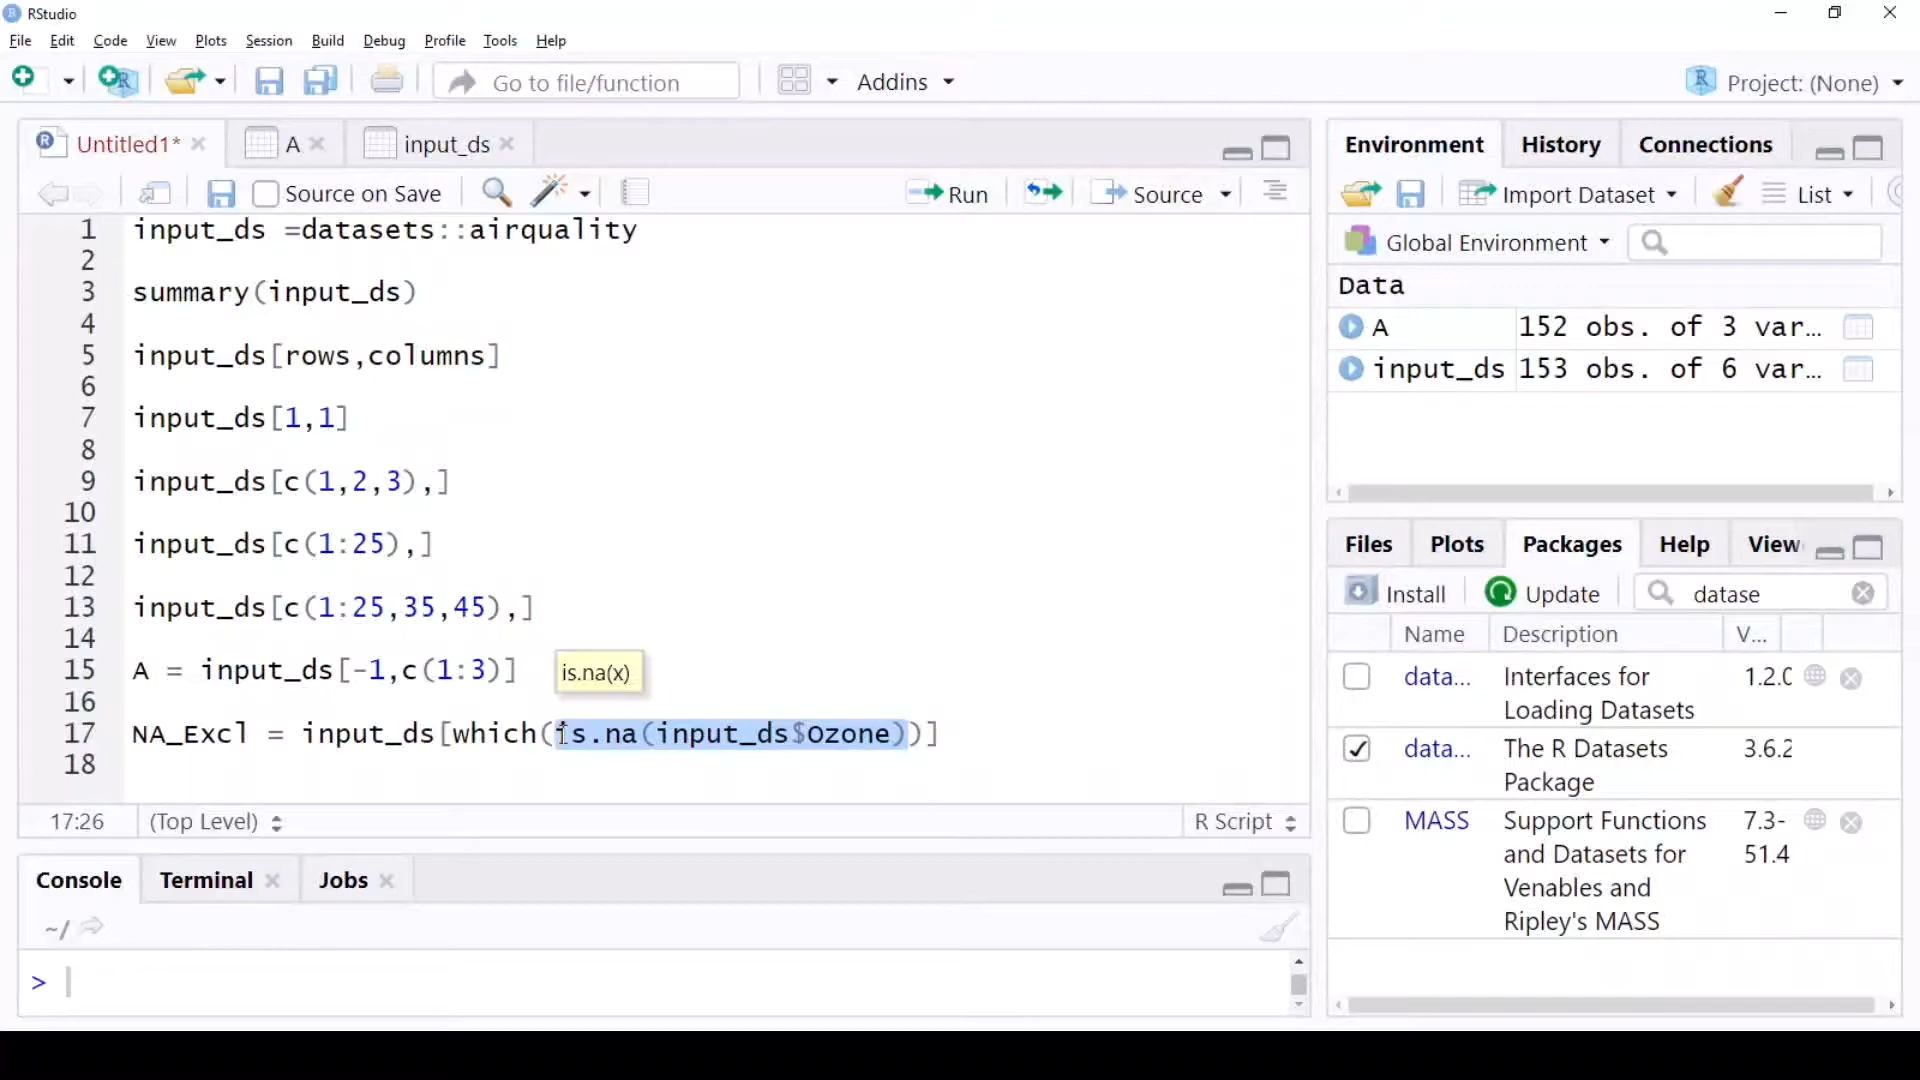 RStudio
File Edit Code View Plots Session Build Debug Profile Tools Help
Go to file/function Addins Project: (None)
Untitled1* A input_ds
Source on Save Run Source
1 input_ds =datasets::airquality
2
3 summary(input_ds)
4
5 input_ds[rows,columns]
6
7 input_ds[1,1]
8
9 input_ds[c(1,2,3),]
10
11 input_ds[c(1:25),]
12
13 input_ds[c(1:25,35,45),]
14
15 A = input_ds[-1,c(1:3)]
is.na(x)
16
17 NA_Excl = input_ds[which(is.na(input_ds$Ozone))]
18
17:26 (Top Level) R Script
Console Terminal Jobs
~/
>
Environment History Connections
Import Dataset List
Global Environment
Data
A 152 obs. of 3 var...
input_ds 153 obs. of 6 var...
Files Plots Packages Help View
Install Update datase
Name Description V...
data... Interfaces for 1.2.0
Loading Datasets
data... The R Datasets 3.6.2
Package
MASS Support Functions 7.3-
and Datasets for 51.4
Venables and
Ripley's MASS